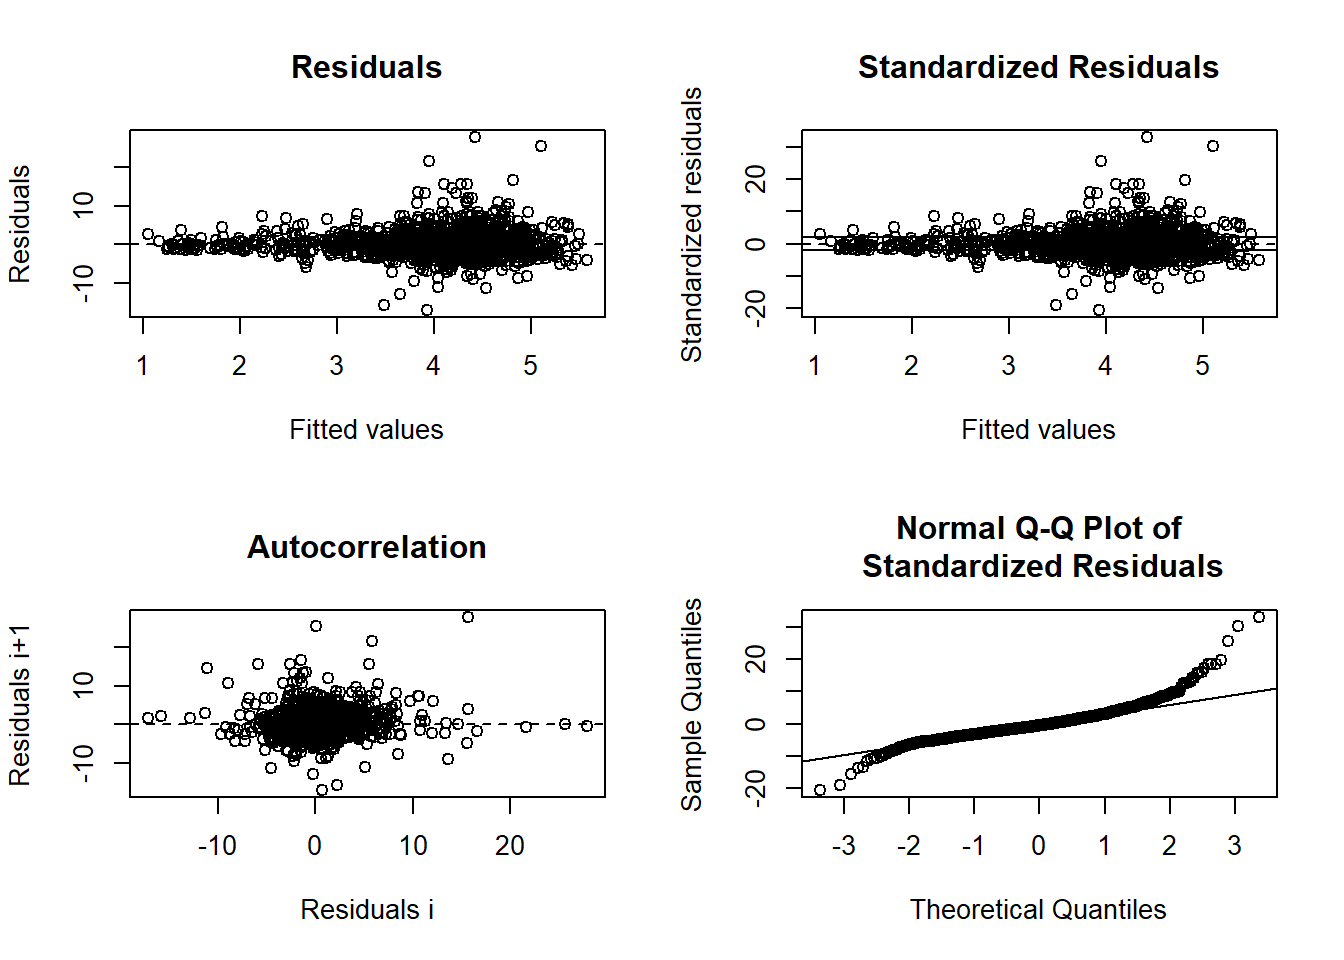 Residuals
Residuals
10
-10
1 2 3 4 5
Fitted values
Standardized Residuals
Standardized residuals
20
0
-20
1 2 3 4 5
Fitted values
Autocorrelation
Residuals i+1
10
-10
-10 0 10 20
Residuals i
Normal Q-Q Plot of
Standardized Residuals
Sample Quantiles
20
0
-20
-3 -2 -1 0 1 2 3
Theoretical Quantiles